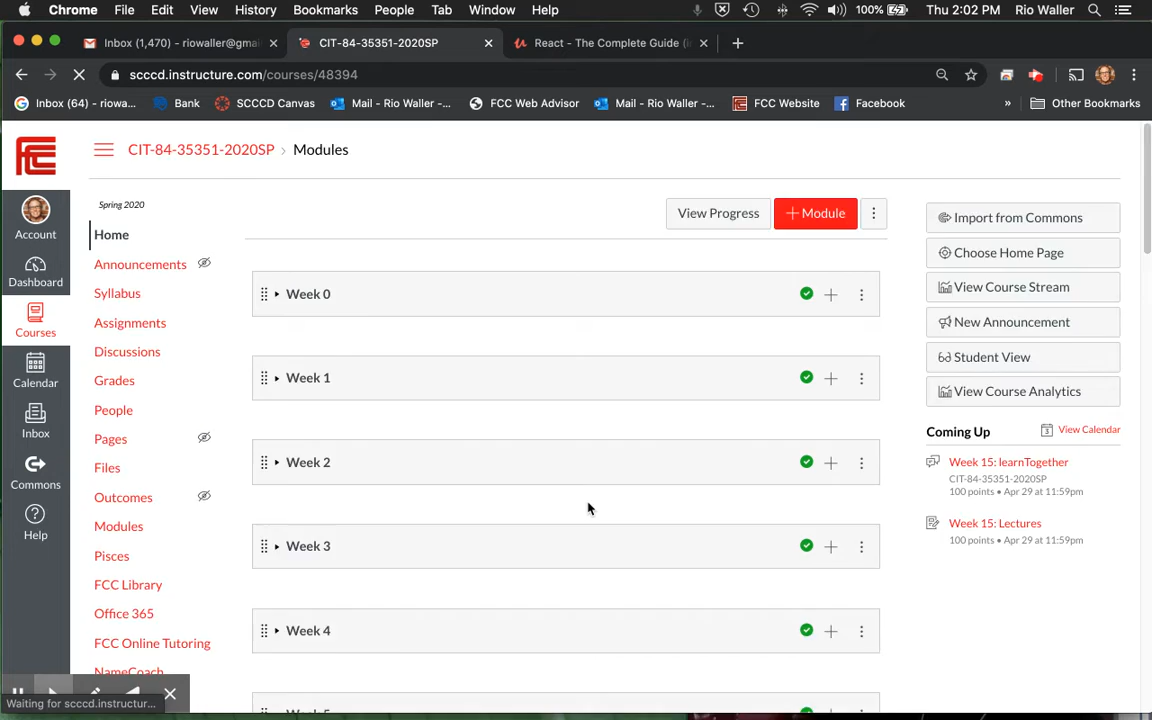 Chrome File Edit View History Bookmarks People Tab Window Help 100% Thu 2:02 PM Rio Waller
Inbox (1,470) - riowaller@gma CIT-84-35351-2020SP React - The Complete Guide (i
scccd.instructure.com/courses/48394
Inbox (64) - riowa... Bank SCCCD Canvas Mail - Rio Waller -... FCC Web Advisor Mail - Rio Waller -... FCC Website Facebook » Other Bookmarks
CIT-84-35351-2020SP › Modules
Account
Dashboard
Courses
Calendar
Inbox
Commons
Help
Spring 2020
Home
Announcements
Syllabus
Assignments
Discussions
Grades
People
Pages
Files
Outcomes
Modules
Pisces
FCC Library
Office 365
FCC Online Tutoring
NameCoach
View Progress + Module
Week 0
Week 1
Week 2
Week 3
Week 4
Week 5
Import from Commons
Choose Home Page
View Course Stream
New Announcement
Student View
View Course Analytics
Coming Up 3 View Calendar
Week 15: learnTogether
CIT-84-35351-2020SP
100 points • Apr 29 at 11:59pm
Week 15: Lectures
100 points • Apr 29 at 11:59pm
Waiting for scccd.instructur...